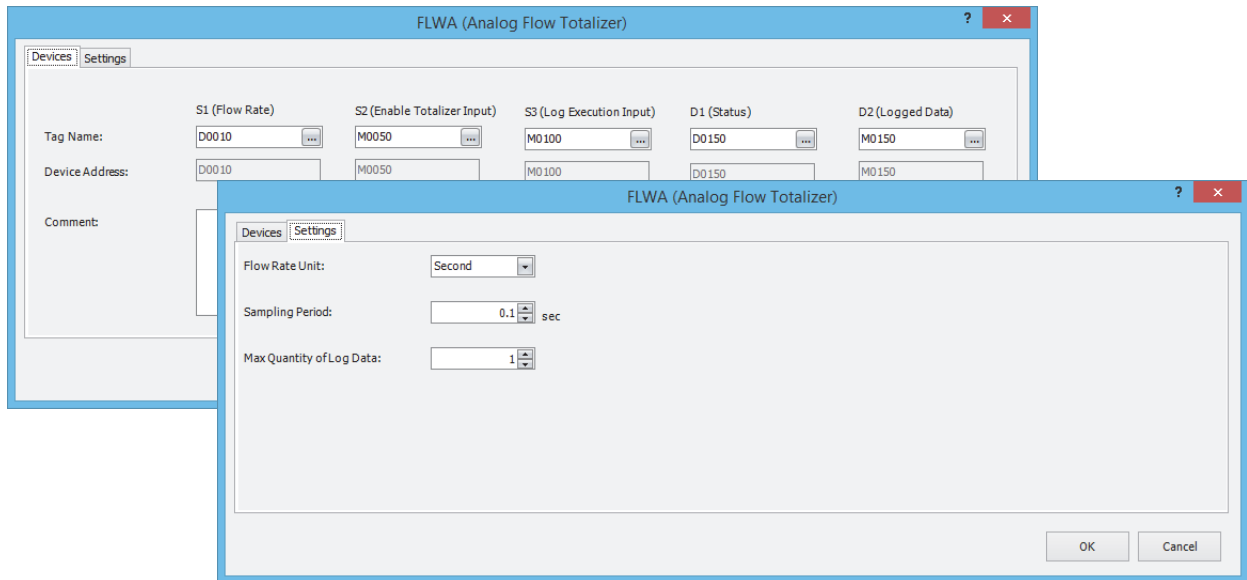 FLWA (Analog Flow Totalizer) ?
Devices Settings
S1 (Flow Rate) S2 (Enable Totalizer Input) S3 (Log Execution Input) D1 (Status) D2 (Logged Data)
Tag Name: D0010 ... M0050 ... M0100 ... D0150 ... M0150 ...
Device Address: D0010 M0050 M0100 D0150 M0150
Comment:
FLWA (Analog Flow Totalizer) ?
Devices Settings
Flow Rate Unit: Second
Sampling Period: 0.1 sec
Max Quantity of Log Data: 1
OK Cancel